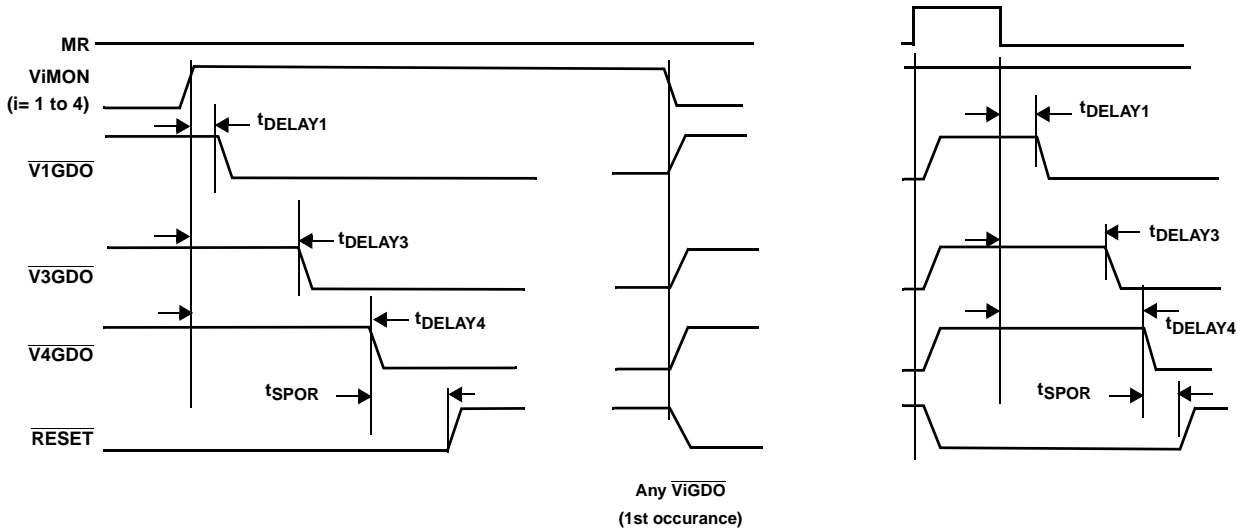 MR
ViMON
(i= 1 to 4)
tDELAY1
tDELAY1
V1GDO
tDELAY3
tDELAY3
V3GDO
tDELAY4
tDELAY4
V4GDO
tSPOR
tSPOR
RESET
Any ViGDO
(1st occurance)